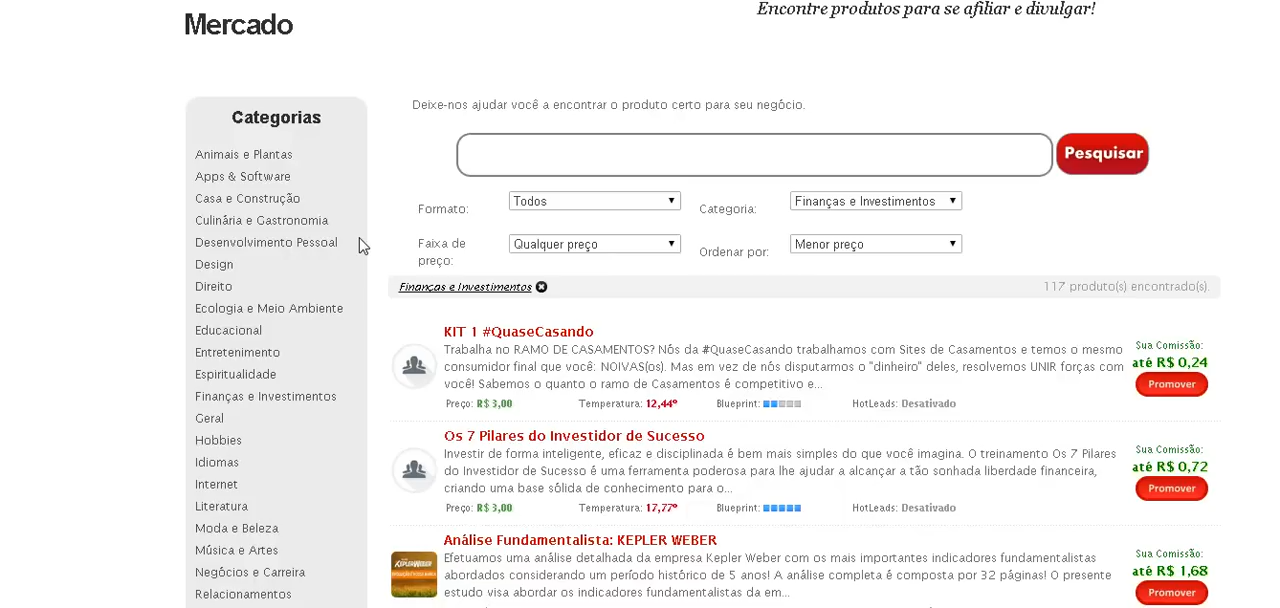 Mercado
Encontre produtos para se afiliar e divulgar!
Categorias
Animais e Plantas
Apps & Software
Casa e Construção
Culinária e Gastronomia
Desenvolvimento Pessoal
Design
Direito
Ecologia e Meio Ambiente
Educacional
Entretenimento
Espiritualidade
Finanças e Investimentos
Geral
Hobbies
Idiomas
Internet
Literatura
Moda e Beleza
Música e Artes
Negócios e Carreira
Relacionamentos
Deixe-nos ajudar você a encontrar o produto certo para seu negócio.
Pesquisar
Formato: Todos Categoria: Finanças e Investimentos
Faixa de preço: Qualquer preço Ordenar por: Menor preço
Finanças e Investimentos 117 produto(s) encontrado(s).
KIT 1 #QuaseCasando
Trabalha no RAMO DE CASAMENTOS? Nós da #QuaseCasando trabalhamos com Sites de Casamentos e temos o mesmo
consumidor final que você: NOIVAS(os). Mas em vez de nós disputarmos o "dinheiro" deles, resolvemos UNIR forças com
você! Sabemos o quanto o ramo de Casamentos é competitivo e...
Preço: R$ 3,00 Temperatura: 12,44º Blueprint: HotLeads: Desativado
Sua Comissão:
até R$ 0,24
Promover
Os 7 Pilares do Investidor de Sucesso
Investir de forma inteligente, eficaz e disciplinada é bem mais simples do que você imagina. O treinamento Os 7 Pilares
do Investidor de Sucesso é uma ferramenta poderosa para lhe ajudar a alcançar a tão sonhada liberdade financeira,
criando uma base sólida de conhecimento para o...
Preço: R$ 3,00 Temperatura: 17,77º Blueprint: HotLeads: Desativado
Sua Comissão:
até R$ 0,72
Promover
Análise Fundamentalista: KEPLER WEBER
KEPLERWEBER
Efetuamos uma análise detalhada da empresa Kepler Weber com os mais importantes indicadores fundamentalistas
abordados considerando um período histórico de 5 anos! A análise completa é composta por 32 páginas! O presente
estudo visa abordar os indicadores fundamentalistas da em...
Sua Comissão:
até R$ 1,68
Promover